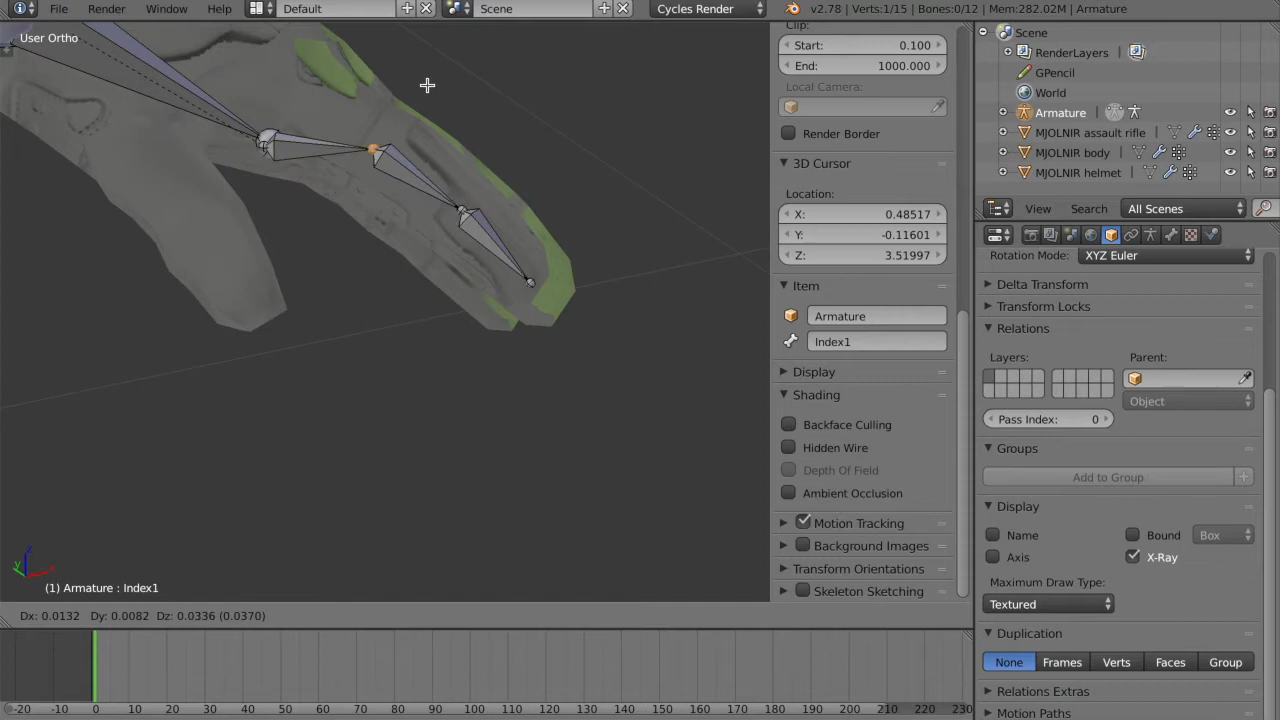 File Render Window Help Default Scene Cycles Render v2.78 | Verts:1/15 | Bones:0/12 | Mem:282.02M | Armature
User Ortho
Clip:
Start: 0.100
End: 1000.000
Local Camera:
Render Border
3D Cursor
Location:
X: 0.48517
Y: -0.11601
Z: 3.51997
Item
Armature
Index1
Display
Shading
Backface Culling
Hidden Wire
Depth Of Field
Ambient Occlusion
Motion Tracking
Background Images
Transform Orientations
Skeleton Sketching
(1) Armature : Index1
Dx: 0.0132 Dy: 0.0082 Dz: 0.0336 (0.0370)
-20 -10 0 10 20 30 40 50 60 70 80 90 100 110 120 130 140 150 160 170 180 190 200 210 220 230
Scene
RenderLayers
GPencil
World
Armature
MJOLNIR assault rifle
MJOLNIR body
MJOLNIR helmet
View Search All Scenes
Rotation Mode: XYZ Euler
Delta Transform
Transform Locks
Relations
Layers: Parent:
Object
Pass Index: 0
Groups
Add to Group
Display
Name Bound Box
Axis X-Ray
Maximum Draw Type:
Textured
Duplication
None Frames Verts Faces Group
Relations Extras
Motion Paths